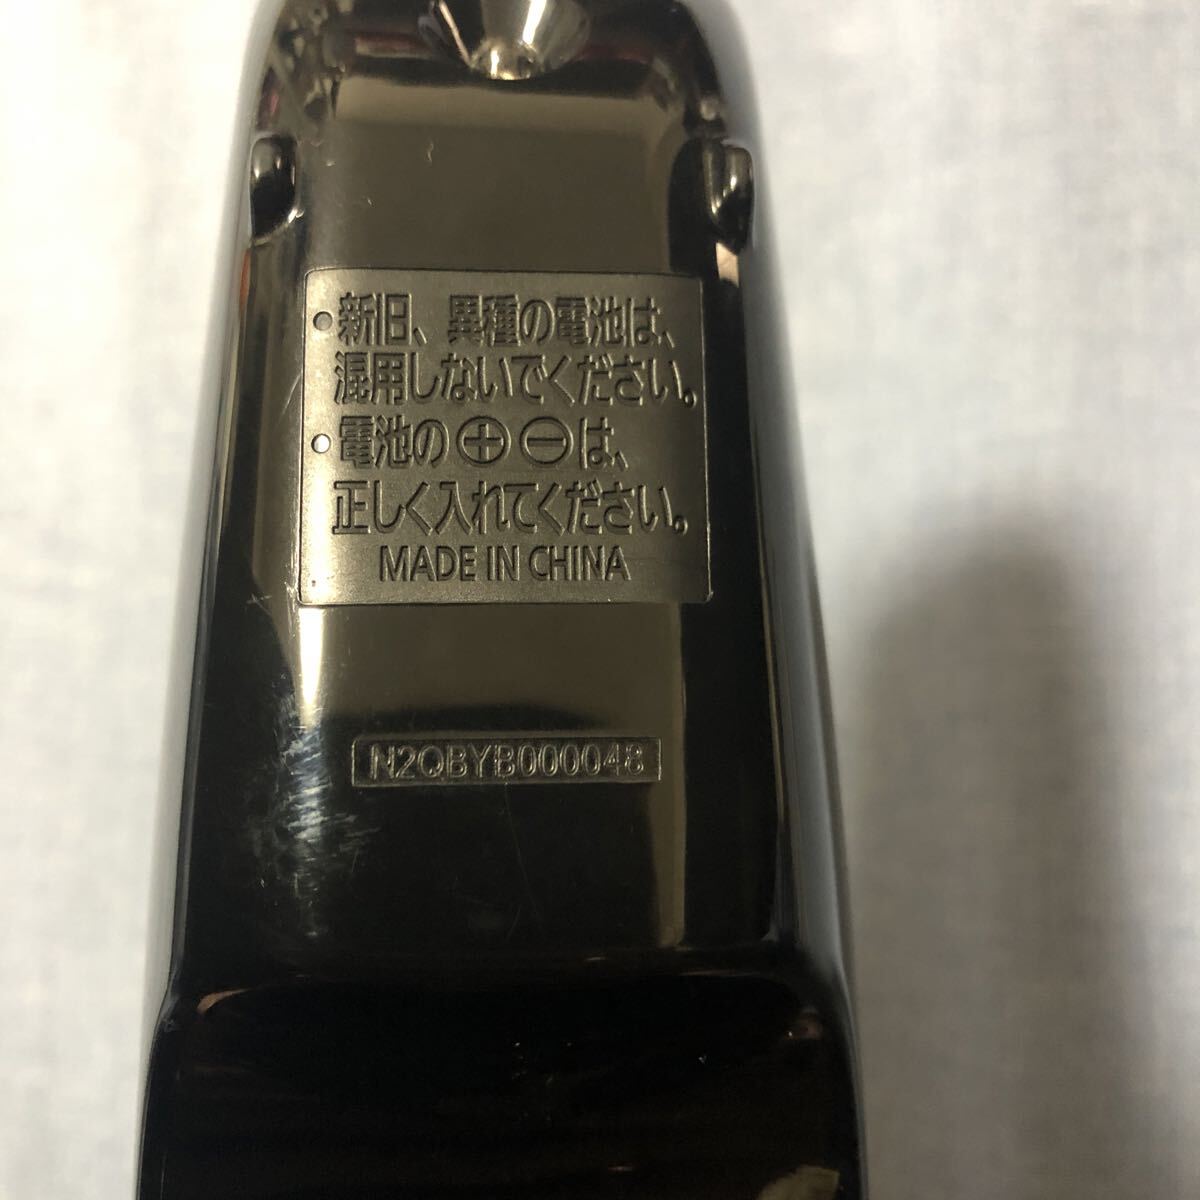 •新旧、異種の電池は、
混用しないでください。
•電池の⊕⊖は、
正しく入れてください。
MADE IN CHINA
N2QBYB000048